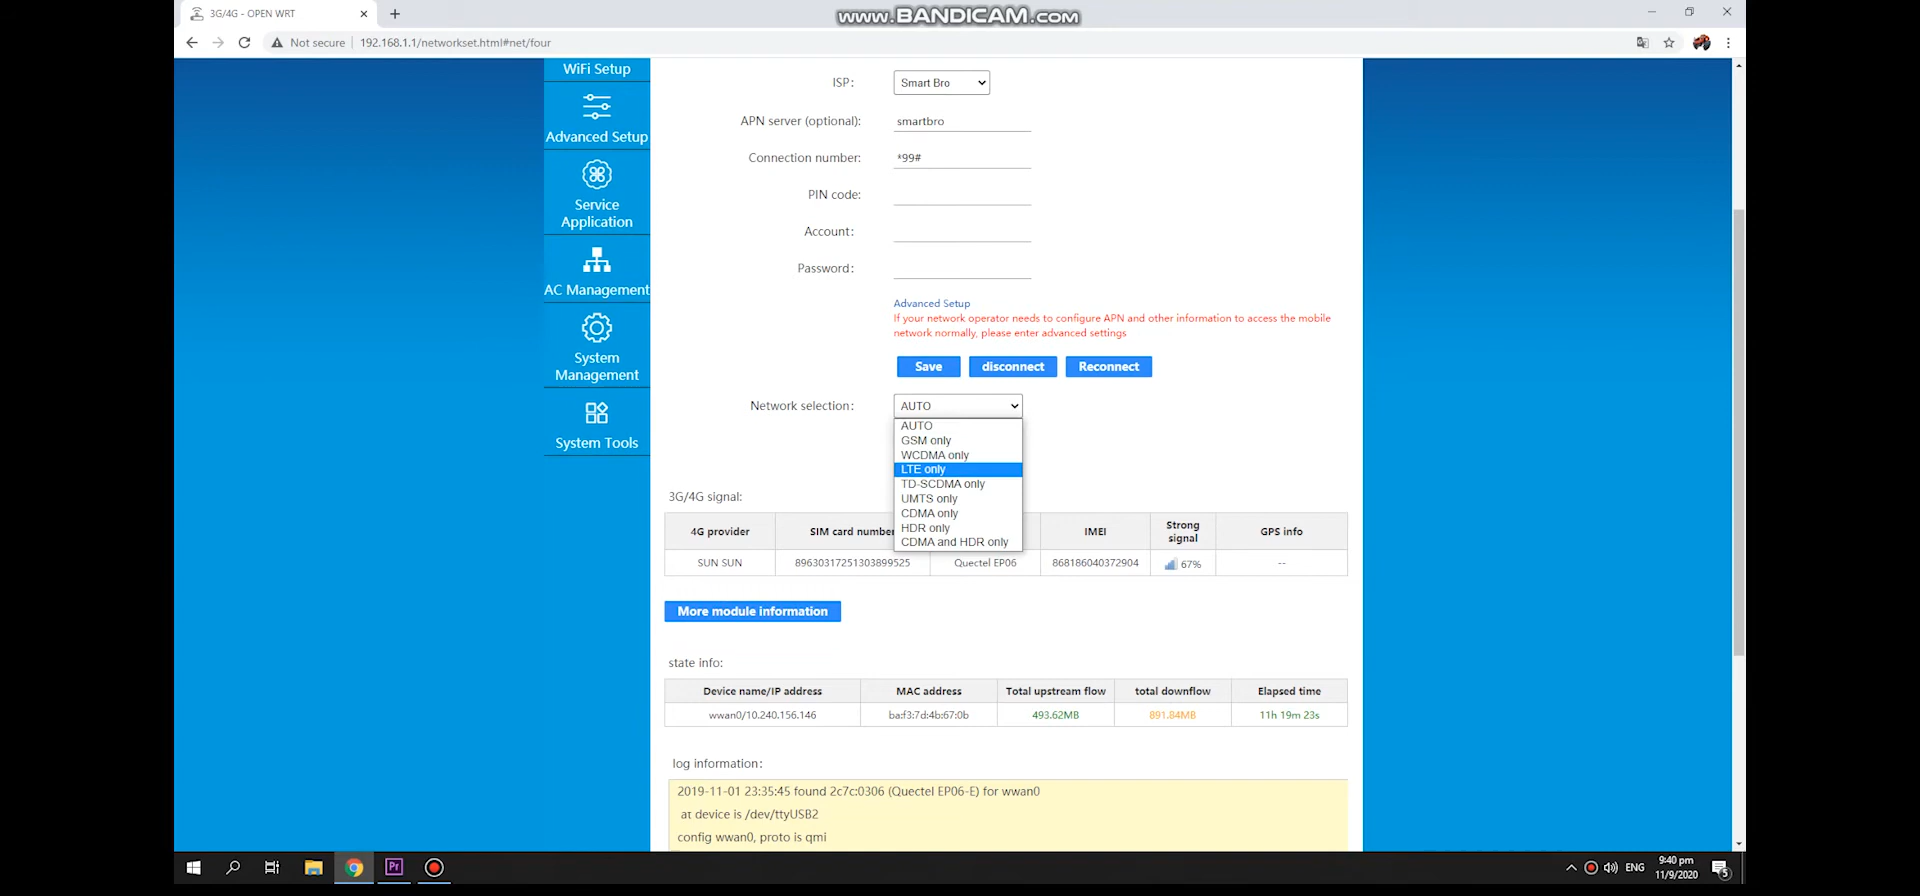 3G/4G - OPEN WRT
www.BANDICAM.com
Not secure
192.168.1.1/networkset.html#net/four
WiFi Setup
Advanced Setup
Service
Application
AC Management
System
Management
System Tools
ISP:
Smart Bro
APN server (optional):
smartbro
Connection number:
*99#
PIN code:
Account:
Password:
Advanced Setup
If your network operator needs to configure APN and other information to access the mobile
network normally, please enter advanced settings
Save
disconnect
Reconnect
Network selection:
AUTO
AUTO
GSM only
WCDMA only
LTE only
TD-SCDMA only
UMTS only
CDMA only
HDR only
CDMA and HDR only
3G/4G signal:
4G provider
SIM card number
IMEI
Strong
signal
GPS info
SUN SUN
89630317251303899525
Quectel EP06
868186040372904
67%
--
More module information
state info:
Device name/IP address
MAC address
Total upstream flow
total downflow
Elapsed time
wwan0/10.240.156.146
ba:f3:7d:4b:67:0b
493.62MB
891.84MB
11h 19m 23s
log information:
2019-11-01 23:35:45 found 2c7c:0306 (Quectel EP06-E) for wwan0
at device is /dev/ttyUSB2
config wwan0, proto is qmi
Pr
ENG
9:40 pm
11/9/2020
5